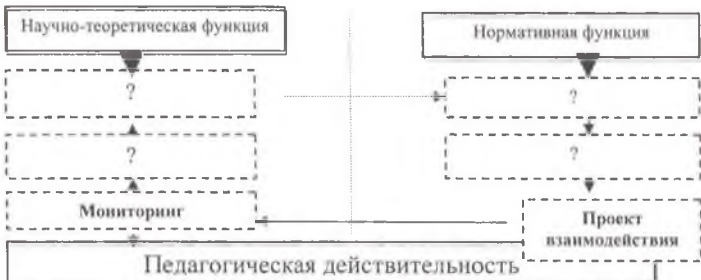 Научно-теоретическая функция
Нормативная функция
?
?
?
?
Мониторинг
Проект
взаимодействия
Педагогическая действительность